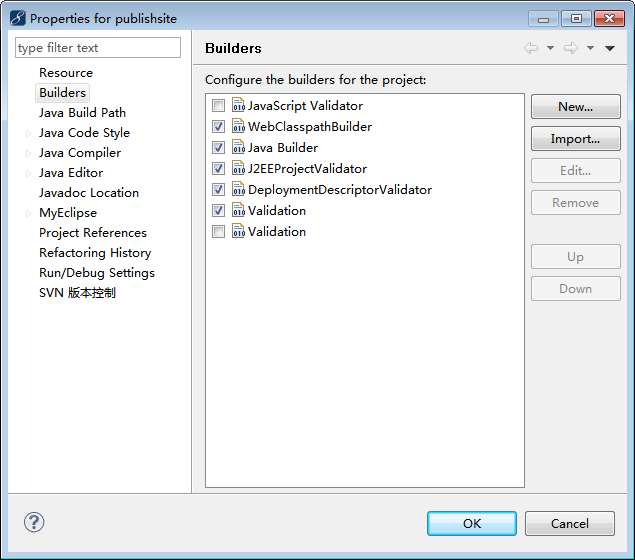 Properties for publishsite
type filter text
Resource
Builders
Java Build Path
Java Code Style
Java Compiler
Java Editor
Javadoc Location
MyEclipse
Project References
Refactoring History
Run/Debug Settings
SVN 版本控制
Builders
Configure the builders for the project:
JavaScript Validator
WebClasspathBuilder
Java Builder
J2EEProjectValidator
DeploymentDescriptorValidator
Validation
Validation
New...
Import...
Edit...
Remove
Up
Down
OK
Cancel